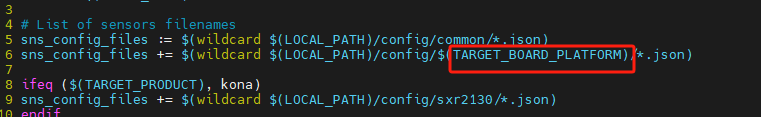 3
4 # List of sensors filenames
5 sns_config_files := $(wildcard $(LOCAL_PATH)/config/common/*.json)
6 sns_config_files += $(wildcard $(LOCAL_PATH)/config/$(TARGET_BOARD_PLATFORM)/*.json)
7
8 ifeq ($(TARGET_PRODUCT), kona)
9 sns_config_files += $(wildcard $(LOCAL_PATH)/config/sxr2130/*.json)
10 endif